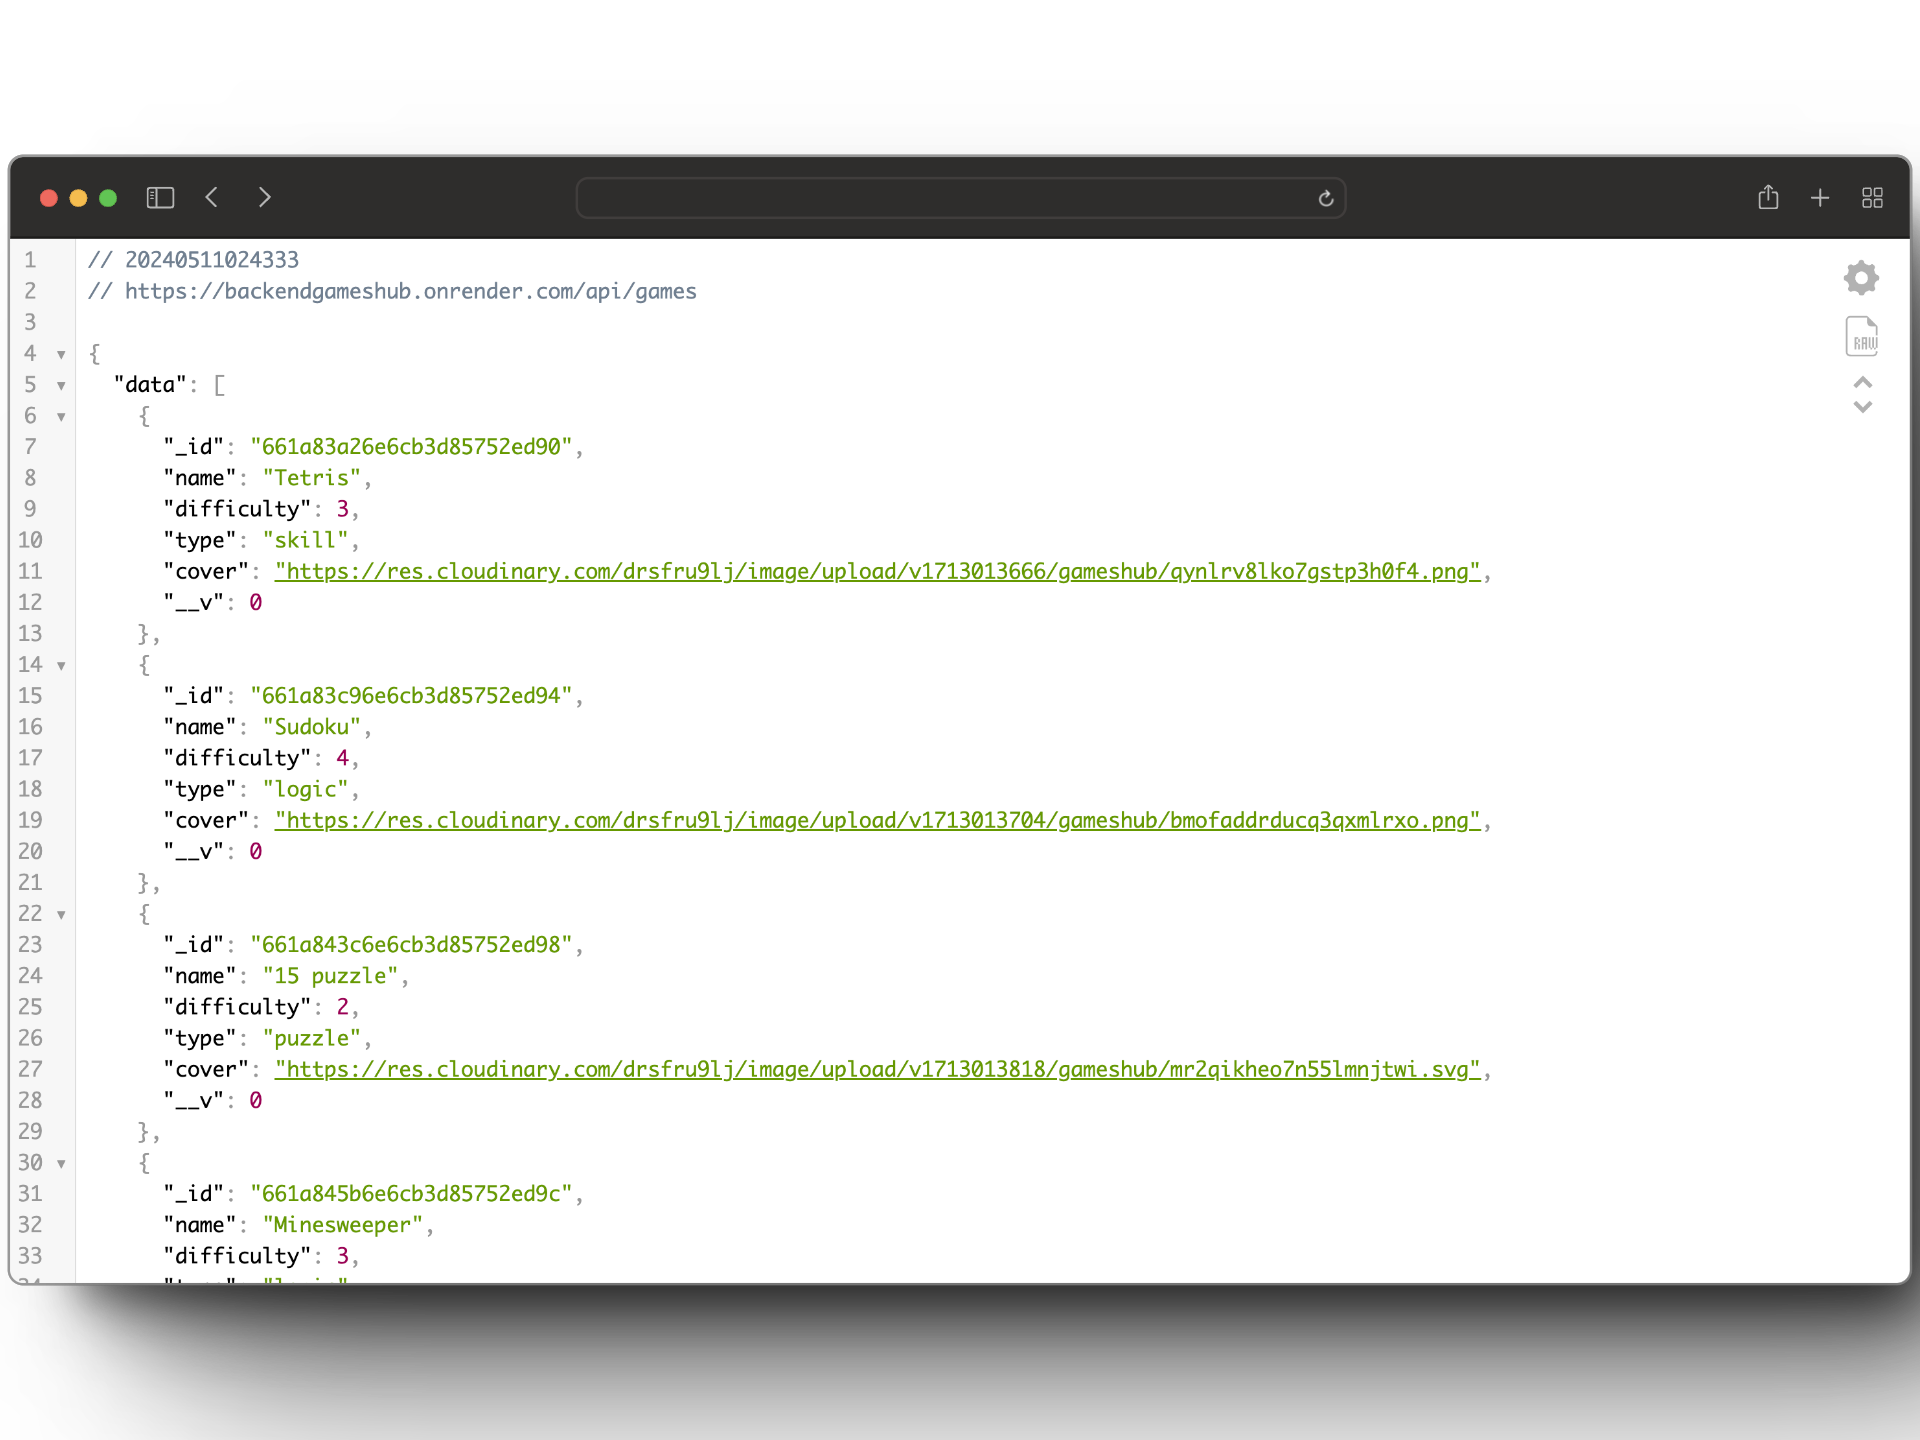 1 // 20240511024333
2 // https://backendgameshub.onrender.com/api/games
3
4 {
5 "data": [
6 {
7 "_id": "661a83a26e6cb3d85752ed90",
8 "name": "Tetris",
9 "difficulty": 3,
10 "type": "skill",
11 "cover": "https://res.cloudinary.com/drsfru9lj/image/upload/v1713013666/gameshub/qynlrv8lko7gstp3h0f4.png",
12 "__v": 0
13 },
14 {
15 "_id": "661a83c96e6cb3d85752ed94",
16 "name": "Sudoku",
17 "difficulty": 4,
18 "type": "logic",
19 "cover": "https://res.cloudinary.com/drsfru9lj/image/upload/v1713013704/gameshub/bmofaddrducq3qxmlrxo.png",
20 "__v": 0
21 },
22 {
23 "_id": "661a843c6e6cb3d85752ed98",
24 "name": "15 puzzle",
25 "difficulty": 2,
26 "type": "puzzle",
27 "cover": "https://res.cloudinary.com/drsfru9lj/image/upload/v1713013818/gameshub/mr2qikheo7n55lmnjtwi.svg",
28 "__v": 0
29 },
30 {
31 "_id": "661a845b6e6cb3d85752ed9c",
32 "name": "Minesweeper",
33 "difficulty": 3,
RAW